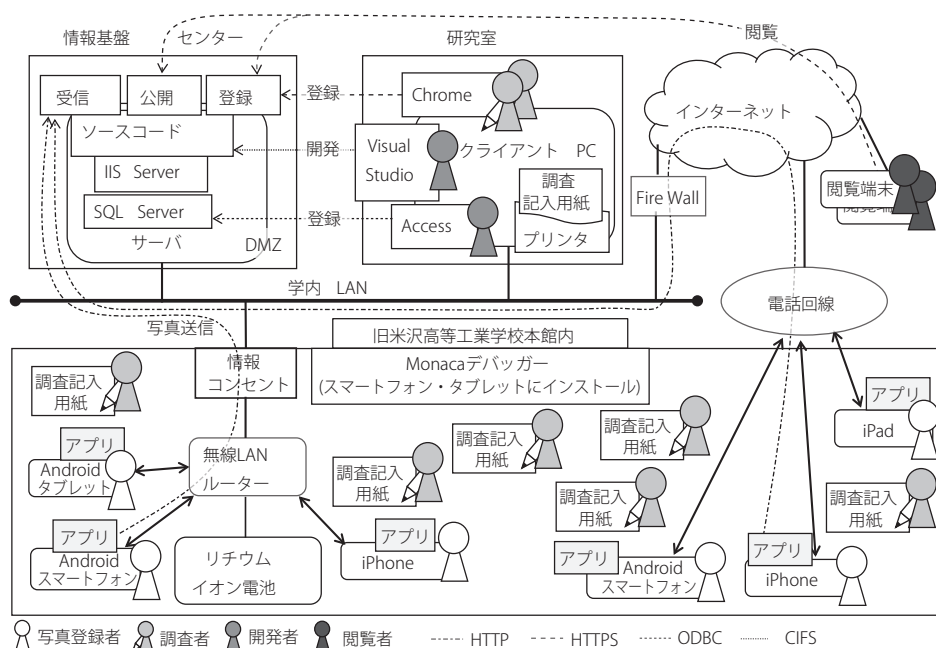 情報基盤 センター
研究室
閲覧
受信 公開 登録
登録
Chrome
インターネット
ソースコード
開発
Visual
Studio
クライアント PC
IIS Server
調査
記入用紙
プリンタ
SQL Server
登録
Access
サーバ
DMZ
Fire Wall
閲覧端末
学内 LAN
電話回線
写真送信
旧米沢高等工業学校本館内
情報
コンセント
Monacaデバッガー
(スマートフォン・タブレットにインストール)
調査記入
用紙
アプリ
Android
タブレット
無線LAN
ルーター
調査記入
用紙
調査記入
用紙
調査記入
用紙
アプリ
iPad
調査記入
用紙
調査記入
用紙
アプリ
Android
スマートフォン
リチウム
イオン電池
アプリ
iPhone
アプリ
Android
スマートフォン
アプリ
iPhone
写真登録者 調査者 開発者 閲覧者 HTTP HTTPS ODBC CIFS